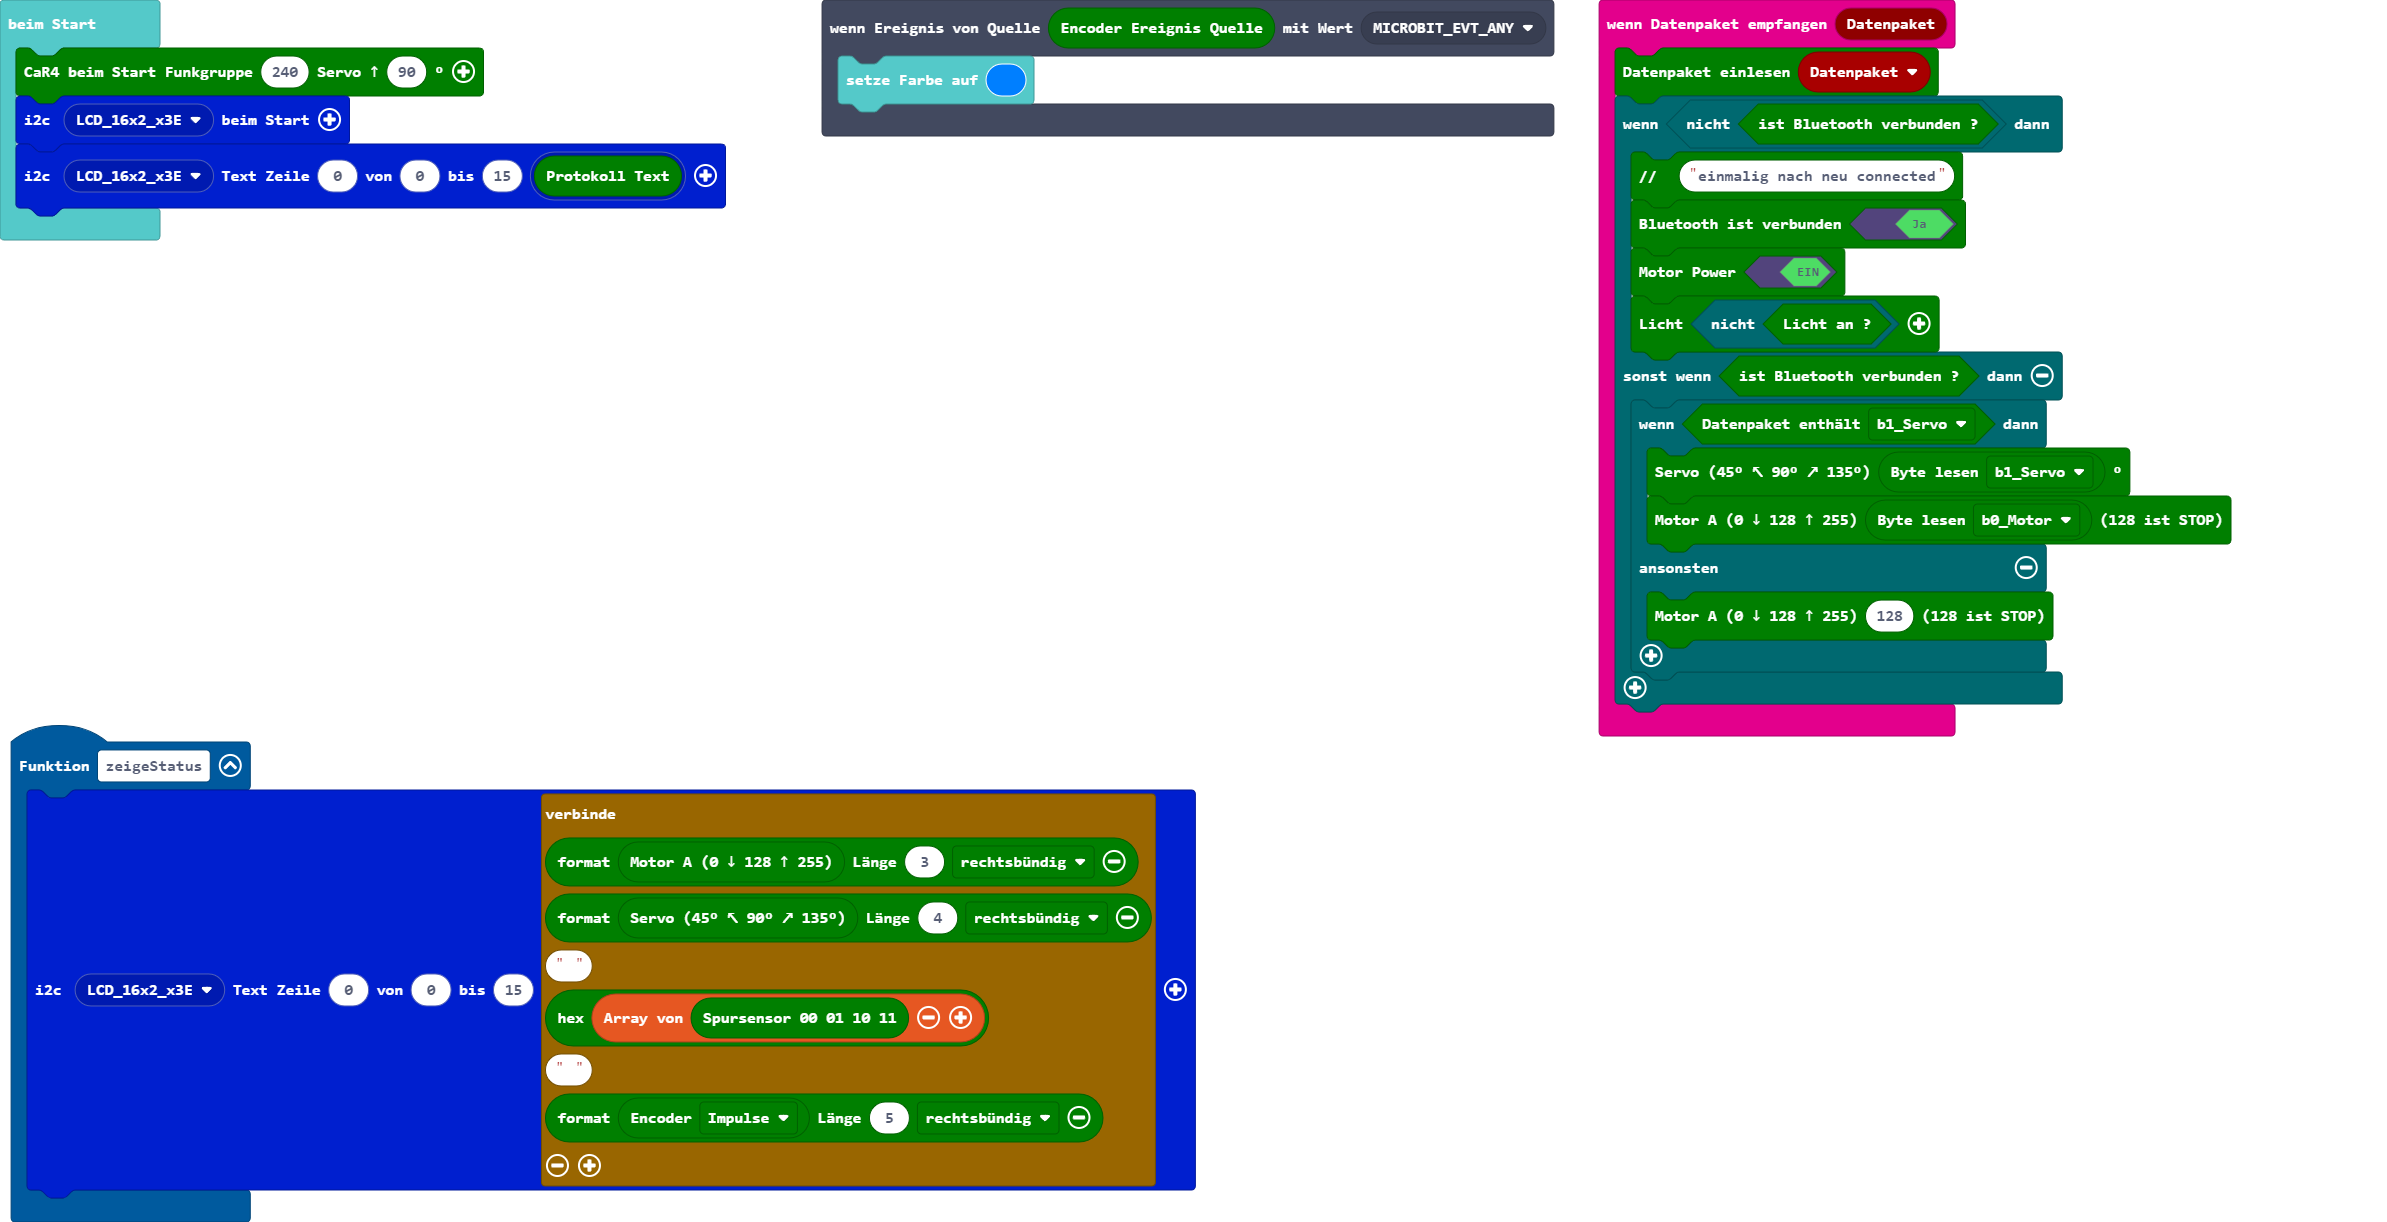 beim Start
CaR4 beim Start Funkgruppe 240 Servo ↑ 90 °
i2c LCD_16x2_x3E beim Start
i2c LCD_16x2_x3E Text Zeile 0 von 0 bis 15 Protokoll Text
wenn Ereignis von Quelle Encoder Ereignis Quelle mit Wert MICROBIT_EVT_ANY
setze Farbe auf
wenn Datenpaket empfangen Datenpaket
Datenpaket einlesen Datenpaket
wenn nicht ist Bluetooth verbunden ? dann
// "einmalig nach neu connected"
Bluetooth ist verbunden Ja
Motor Power EIN
Licht nicht Licht an ?
sonst wenn ist Bluetooth verbunden ? dann
wenn Datenpaket enthält b1_Servo dann
Servo (45° ↖ 90° ↗ 135°) Byte lesen b1_Servo °
Motor A (0 ↓ 128 ↑ 255) Byte lesen b0_Motor (128 ist STOP)
ansonsten
Motor A (0 ↓ 128 ↑ 255) 128 (128 ist STOP)
Funktion zeigeStatus
i2c LCD_16x2_x3E Text Zeile 0 von 0 bis 15
verbinde
format Motor A (0 ↓ 128 ↑ 255) Länge 3 rechtsbündig
format Servo (45° ↖ 90° ↗ 135°) Länge 4 rechtsbündig
" "
hex Array von Spursensor 00 01 10 11
" "
format Encoder Impulse Länge 5 rechtsbündig